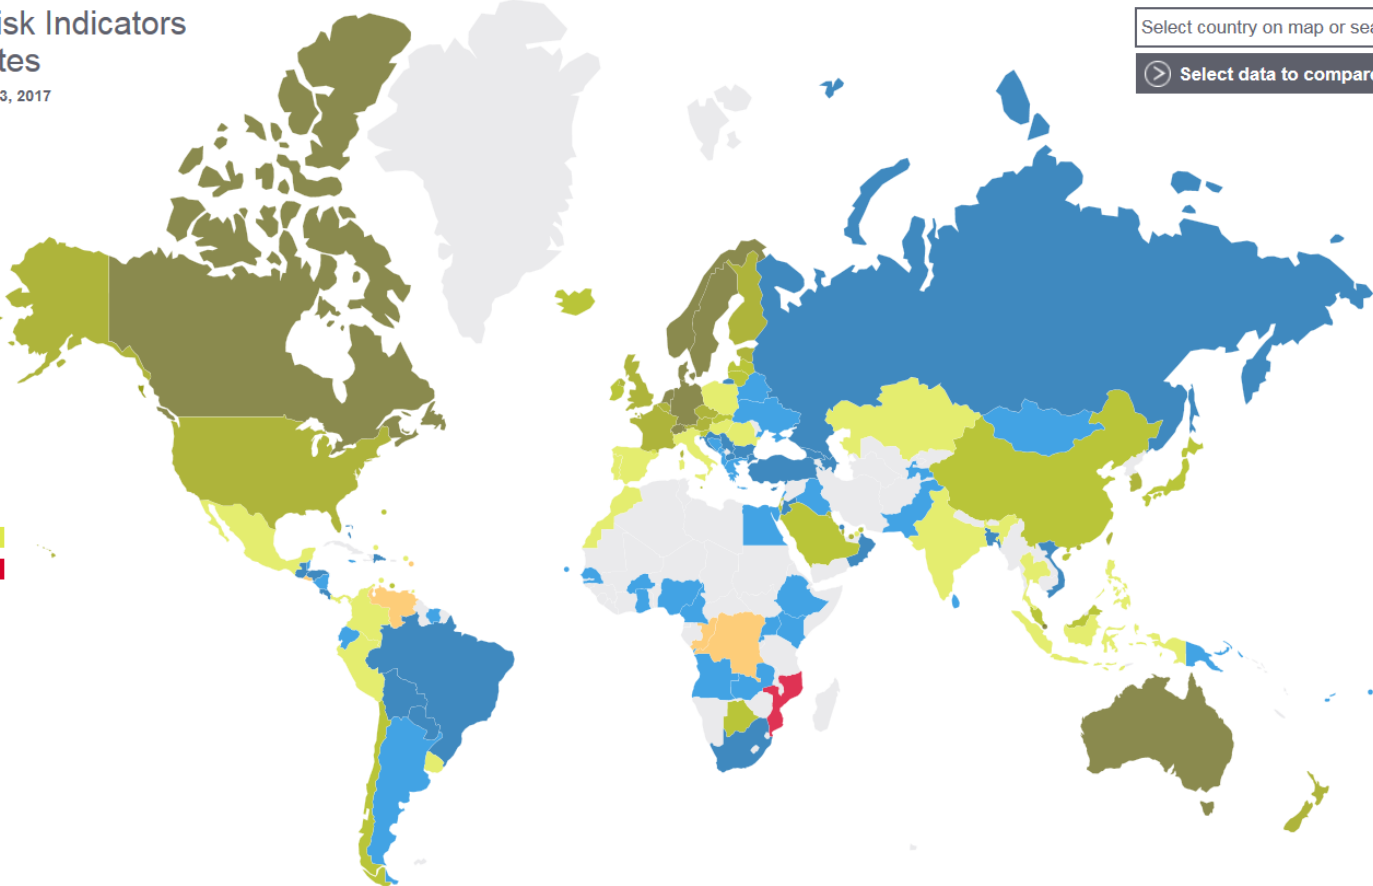 isk Indicators
tes
3, 2017
Select country on map or sea
Select data to compare